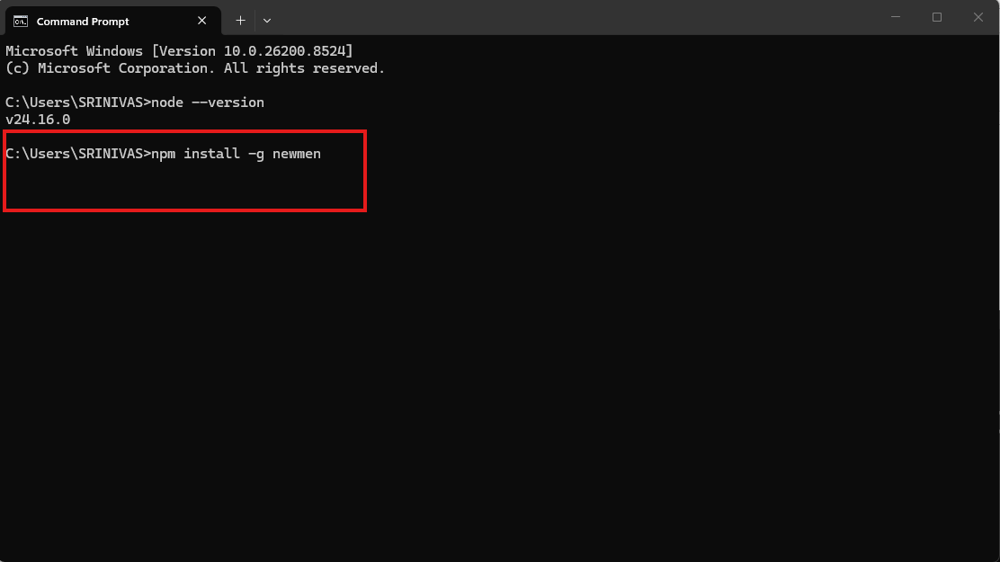 Command Prompt
Microsoft Windows [Version 10.0.26200.8524]
(c) Microsoft Corporation. All rights reserved.
C:\Users\SRINIVAS>node --version
v24.16.0
C:\Users\SRINIVAS>npm install -g newmen